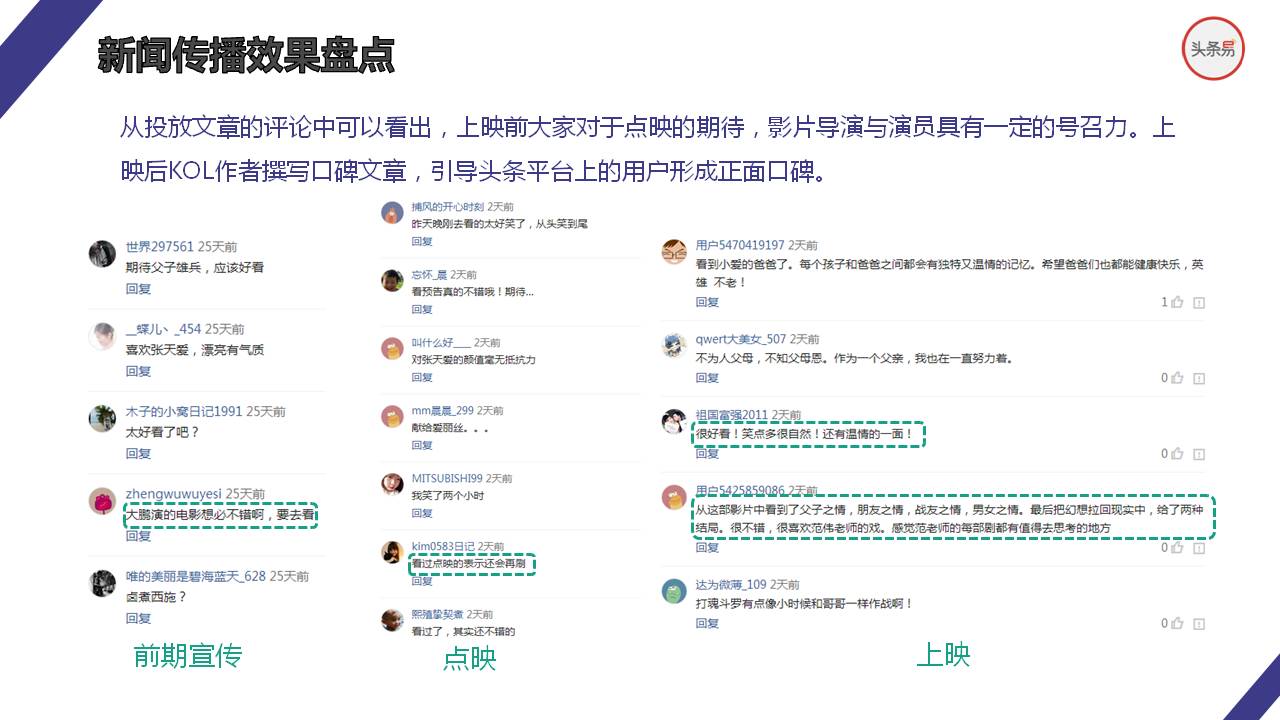 新闻传播效果盘点
头条易
从投放文章的评论中可以看出，上映前大家对于点映的期待，影片导演与演员具有一定的号召力。上
映后KOL作者撰写口碑文章，引导头条平台上的用户形成正面口碑。
世界297561 25天前
期待父子雄兵，应该好看
回复
__蝶儿丶_454 25天前
喜欢张天爱，漂亮有气质
回复
木子的小窝日记1991 25天前
太好看了吧？
回复
zhengwuwuyesi 25天前
大鹏演的电影想必不错啊，要去看
回复
唯的美丽是碧海蓝天_628 25天前
卤煮西施？
回复
前期宣传
捕风的开心时刻 2天前
昨天晚刚去看的太好笑了，从头笑到尾
回复
忘怀_晨 2天前
看预告真的不错哦！期待...
回复
叫什么好___ 2天前
对张天爱的颜值毫无抵抗力
回复
mm晨晨_299 2天前
献给爱丽丝。。。
回复
MITSUBISHI99 2天前
我笑了两个小时
回复
kim0583日记 2天前
看过点映的表示还会再刷
回复
熙殖挚契煮 2天前
看过了，其实还不错的
点映
用户5470419197 2天前
看到小爱的爸爸了。每个孩子和爸爸之间都会有独特又温情的记忆。希望爸爸们也都能健康快乐，英
雄 不老！
回复
1
qwert大美女_507 2天前
不为人父母，不知父母恩。作为一个父亲，我也在一直努力着。
回复
0
祖国富强2011 2天前
很好看！笑点多很自然！还有温情的一面！
回复
0
用户5425859086 2天前
从这部影片中看到了父子之情，朋友之情，战友之情，男女之情。最后把幻想拉回现实中，给了两种
结局。很不错，很喜欢范伟老师的戏。感觉范老师的每部剧都有值得去思考的地方
回复
0
达为微薄_109 2天前
打魂斗罗有点像小时候和哥哥一样作战啊！
回复
0
上映